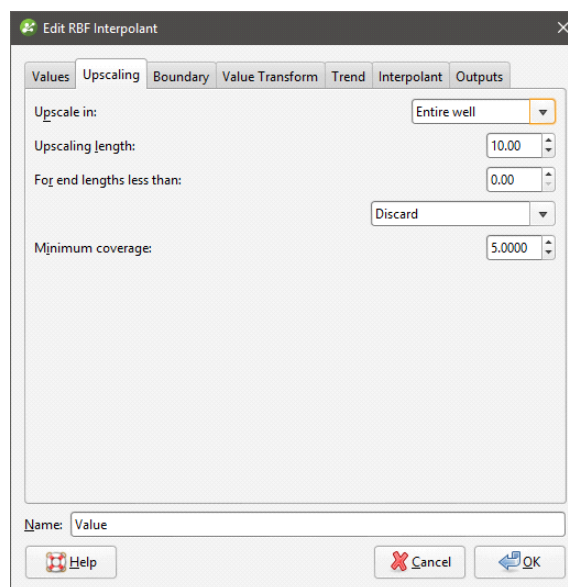 Edit RBF Interpolant
Values Upscaling Boundary Value Transform Trend Interpolant Outputs
Upscale in: Entire well
Upscaling length: 10.00
For end lengths less than: 0.00
Discard
Minimum coverage: 5.0000
Name: Value
Help Cancel OK